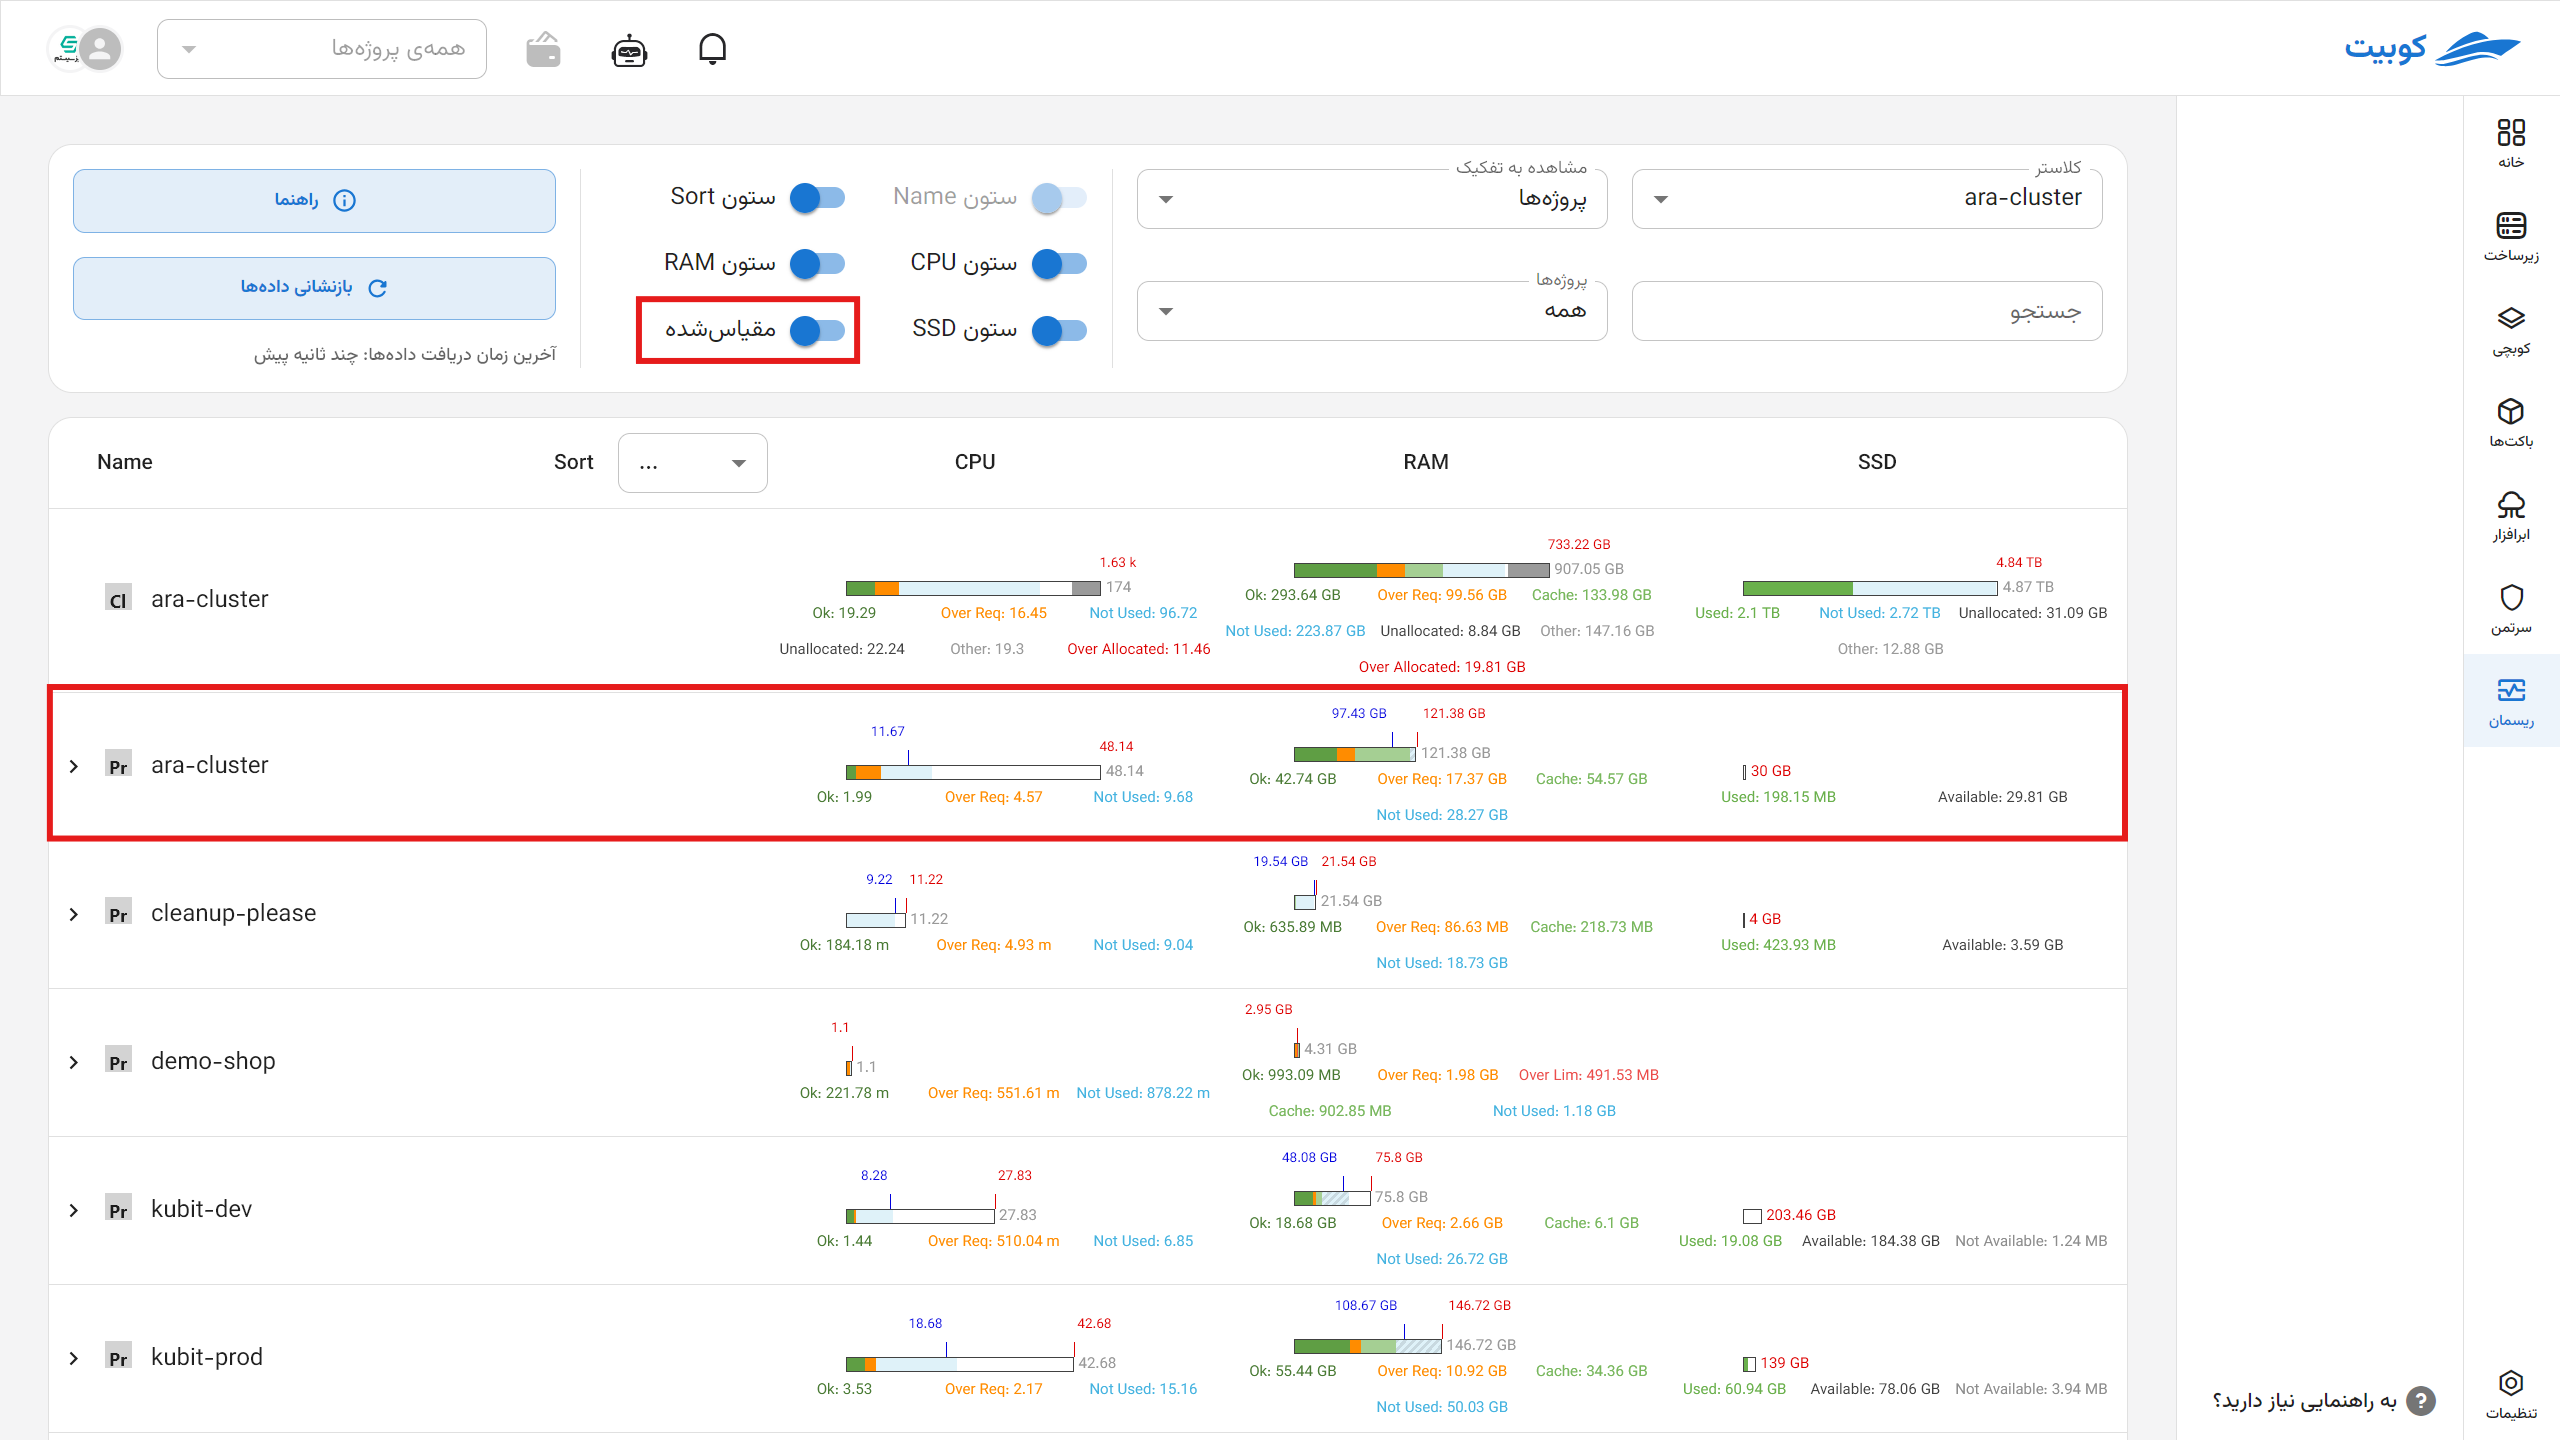 کوبیت
همه‌ی پروژه‌ها
خانه
زیرساخت
کوبچی
باکت‌ها
ابرافزار
سرتمن
ریسمان
تنظیمات
به راهنمایی نیاز دارید؟
کلاستر
ara-cluster
مشاهده به تفکیک
پروژه‌ها
جستجو
پروژه‌ها
همه
ستون Name
ستون Sort
ستون CPU
ستون RAM
ستون SSD
مقیاس‌شده
راهنما
بازنشانی داده‌ها
آخرین زمان دریافت داده‌ها: چند ثانیه پیش
Name Sort ... CPU RAM SSD
Cl ara-cluster
1.63 k
174
Ok: 19.29 Over Req: 16.45 Not Used: 96.72
Unallocated: 22.24 Other: 19.3 Over Allocated: 11.46
733.22 GB
907.05 GB
Ok: 293.64 GB Over Req: 99.56 GB Cache: 133.98 GB
Not Used: 223.87 GB Unallocated: 8.84 GB Other: 147.16 GB
Over Allocated: 19.81 GB
4.84 TB
4.87 TB
Used: 2.1 TB Not Used: 2.72 TB Unallocated: 31.09 GB
Other: 12.88 GB
Pr ara-cluster
11.67 48.14
48.14
Ok: 1.99 Over Req: 4.57 Not Used: 9.68
97.43 GB 121.38 GB
121.38 GB
Ok: 42.74 GB Over Req: 17.37 GB Cache: 54.57 GB
Not Used: 28.27 GB
30 GB
Used: 198.15 MB Available: 29.81 GB
Pr cleanup-please
9.22 11.22
11.22
Ok: 184.18 m Over Req: 4.93 m Not Used: 9.04
19.54 GB 21.54 GB
21.54 GB
Ok: 635.89 MB Over Req: 86.63 MB Cache: 218.73 MB
Not Used: 18.73 GB
4 GB
Used: 423.93 MB Available: 3.59 GB
Pr demo-shop
1.1
1.1
Ok: 221.78 m Over Req: 551.61 m Not Used: 878.22 m
2.95 GB
4.31 GB
Ok: 993.09 MB Over Req: 1.98 GB Over Lim: 491.53 MB
Cache: 902.85 MB Not Used: 1.18 GB
Pr kubit-dev
8.28 27.83
27.83
Ok: 1.44 Over Req: 510.04 m Not Used: 6.85
48.08 GB 75.8 GB
75.8 GB
Ok: 18.68 GB Over Req: 2.66 GB Cache: 6.1 GB
Not Used: 26.72 GB
203.46 GB
Used: 19.08 GB Available: 184.38 GB Not Available: 1.24 MB
Pr kubit-prod
18.68 42.68
42.68
Ok: 3.53 Over Req: 2.17 Not Used: 15.16
108.67 GB 146.72 GB
146.72 GB
Ok: 55.44 GB Over Req: 10.92 GB Cache: 34.36 GB
Not Used: 50.03 GB
139 GB
Used: 60.94 GB Available: 78.06 GB Not Available: 3.94 MB